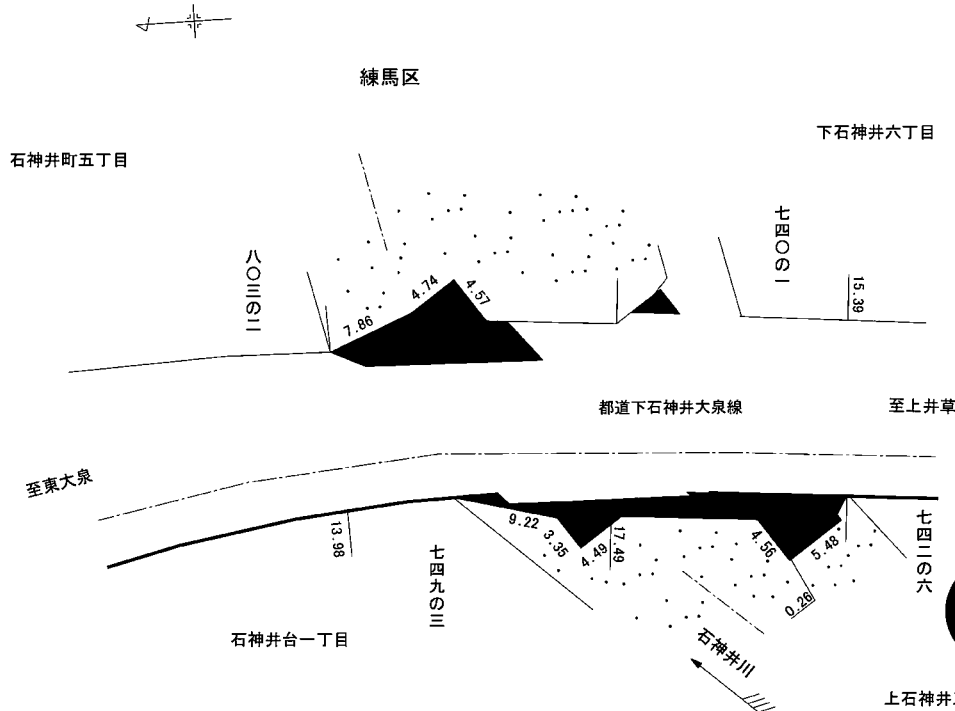 練馬区
下石神井六丁目
石神井町五丁目
七四〇の一
八〇三の二
15.39
4.74
4.57
7.86
都道下石神井大泉線
至上井草
至東大泉
9.22
3.35
4.49
17.49
4.56
5.48
0.26
13.98
七四九の三
七四二の六
石神井台一丁目
石神井川
上石神井